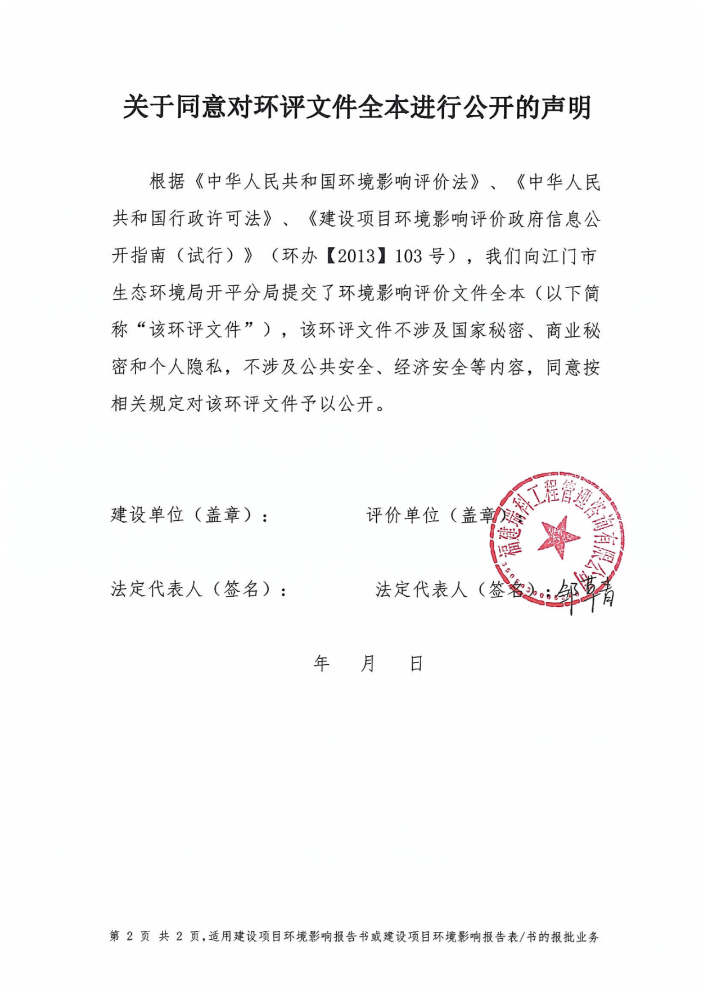 关于同意对环评文件全本进行公开的声明
根据《中华人民共和国环境影响评价法》、《中华人民
共和国行政许可法》、《建设项目环境影响评价政府信息公
开指南（试行）》（环办【2013】103 号），我们向江门市
生态环境局开平分局提交了环境影响评价文件全本（以下简
称“该环评文件”），该环评文件不涉及国家秘密、商业秘
密和个人隐私，不涉及公共安全、经济安全等内容，同意按
相关规定对该环评文件予以公开。
福建瑞科工程管理咨询有限公司
建设单位（盖章）： 评价单位（盖章）：
法定代表人（签名）： 法定代表人（签名）：邹草青
年 月 日
第 2 页 共 2 页,适用建设项目环境影响报告书或建设项目环境影响报告表/书的报批业务